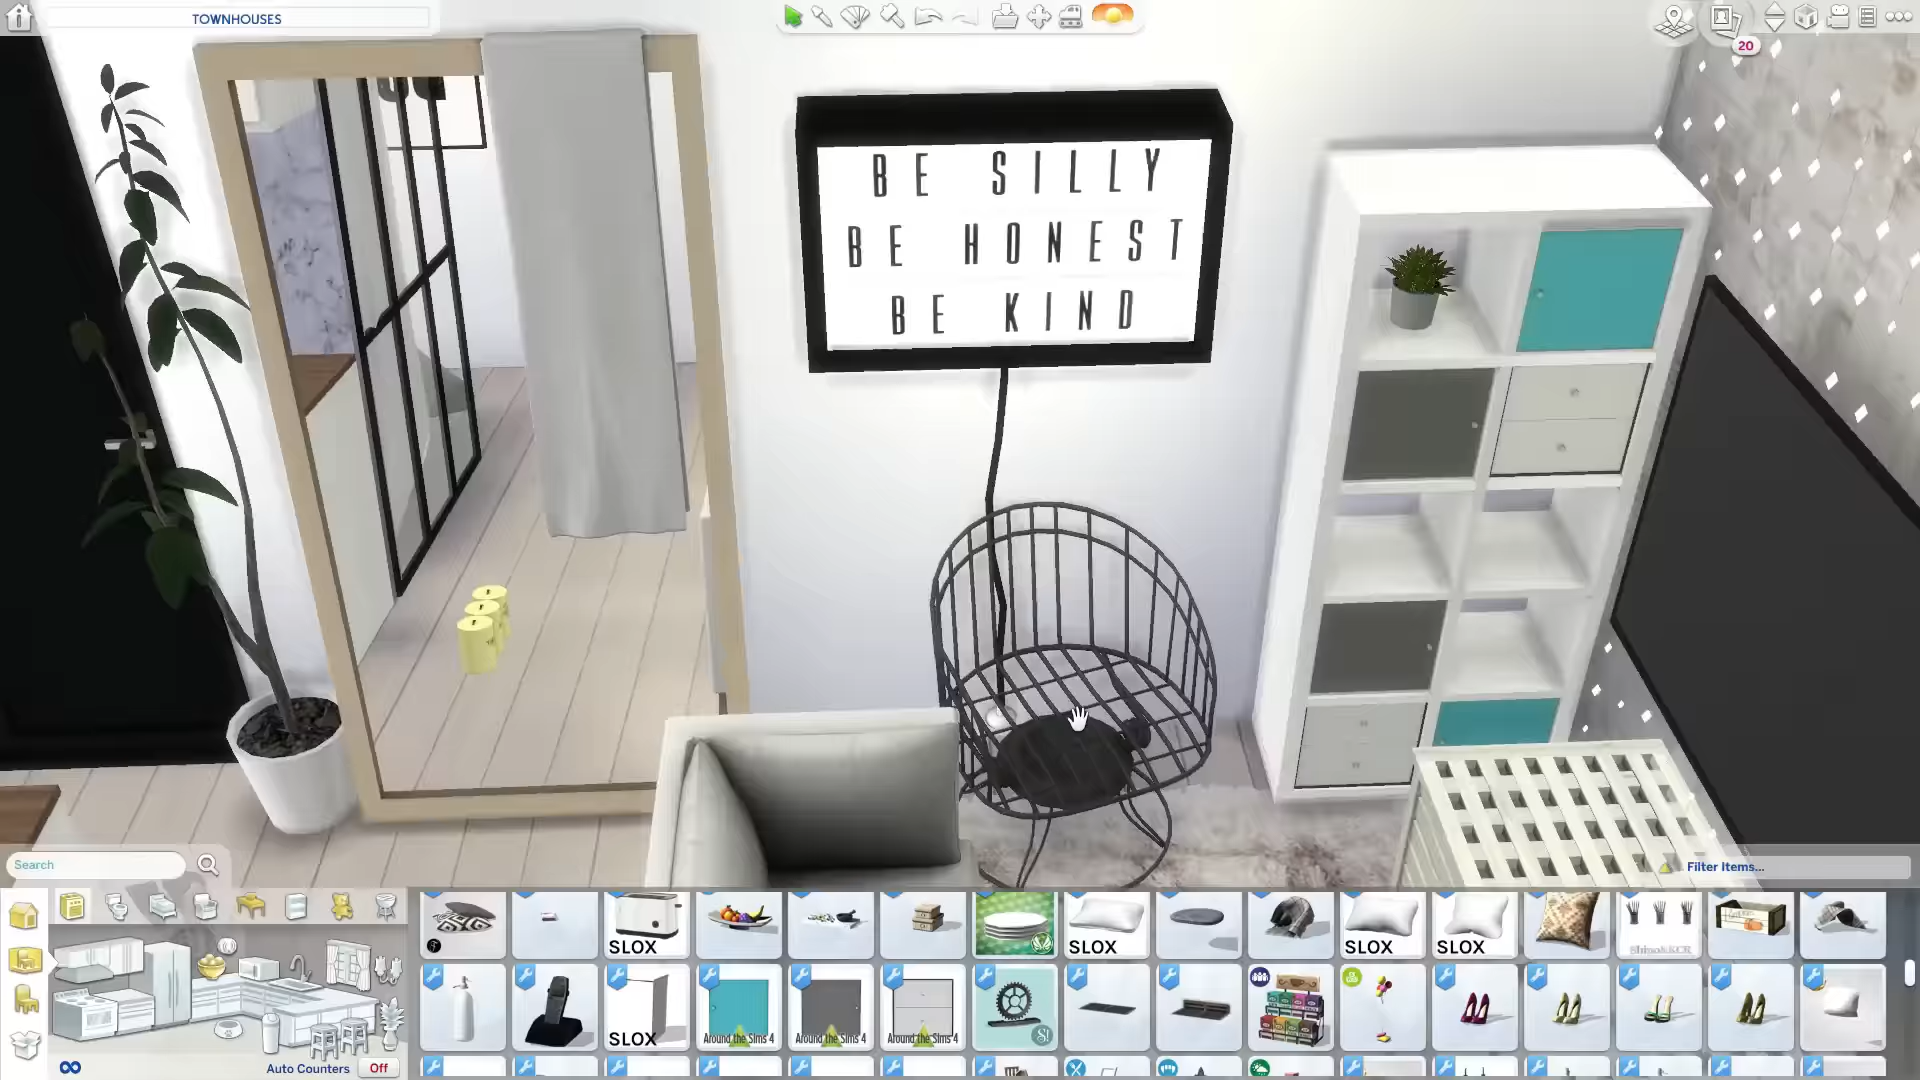 TOWNHOUSES
20
BE SILLY
BE HONEST
BE KIND
Search
Filter Items...
SLOX
SLOX
SLOX
SLOX
SLOX
Around the Sims 4
Around the Sims 4
Around the Sims 4
Auto Counters
Off